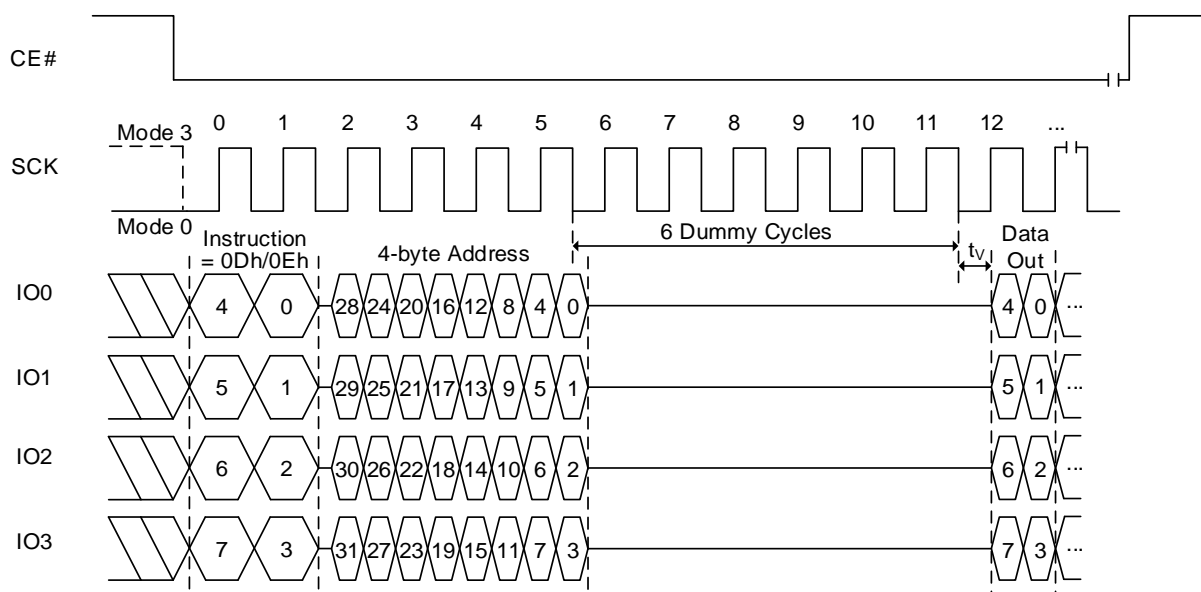 CE#
0 1 2 3 4 5 6 7 8 9 10 11 12 ...
Mode 3
SCK
Mode 0
Instruction
= 0Dh/0Eh
4-byte Address
6 Dummy Cycles
tV
Data
Out
IO0 4 0 28 24 20 16 12 8 4 0 4 0 ...
IO1 5 1 29 25 21 17 13 9 5 1 5 1 ...
IO2 6 2 30 26 22 18 14 10 6 2 6 2 ...
IO3 7 3 31 27 23 19 15 11 7 3 7 3 ...